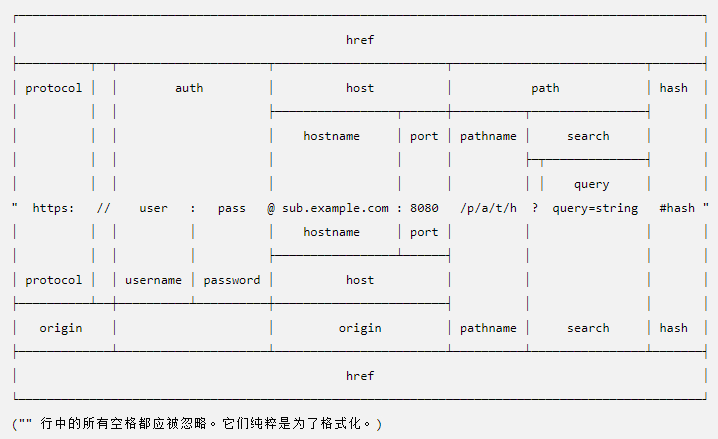 href
protocol auth host path hash
hostname port pathname search
query
" https: // user : pass @ sub.example.com : 8080 /p/a/t/h ? query=string #hash "
hostname port
protocol username password host
origin origin pathname search hash
href
("" 行中的所有空格都应被忽略。它们纯粹是为了格式化。)